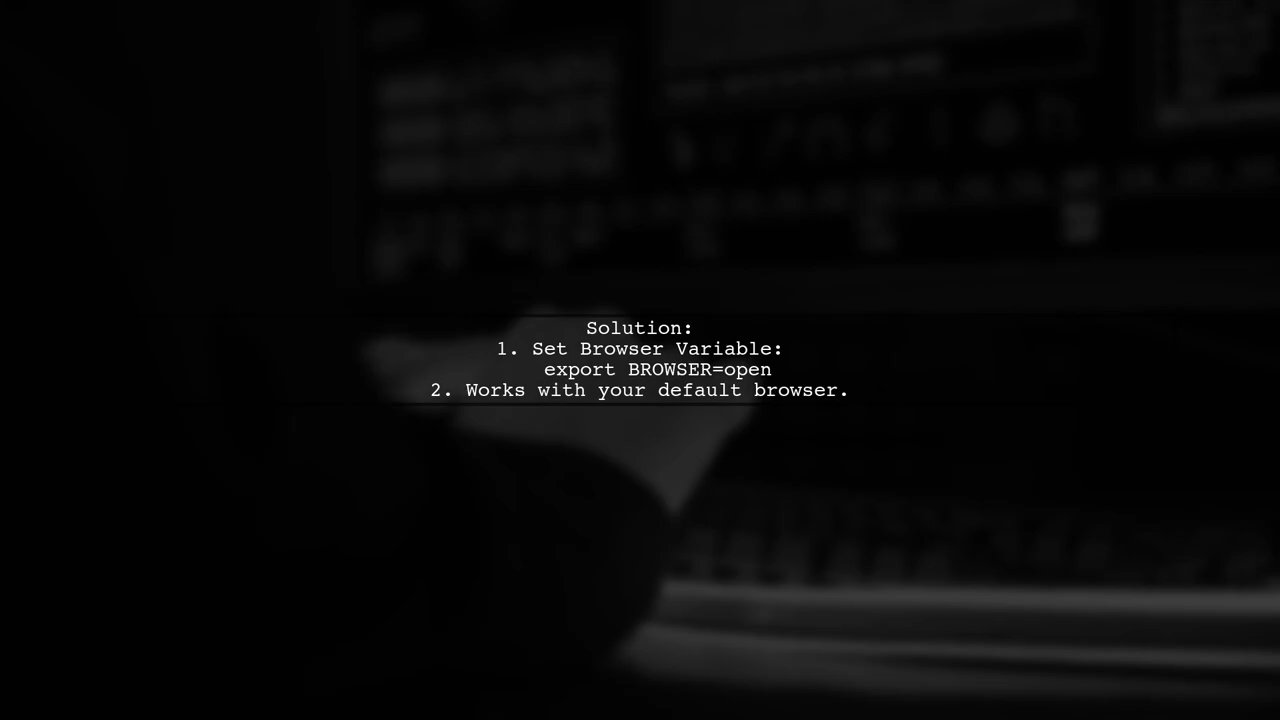 Solution:
1. Set Browser Variable:
export BROWSER=open
2. Works with your default browser.